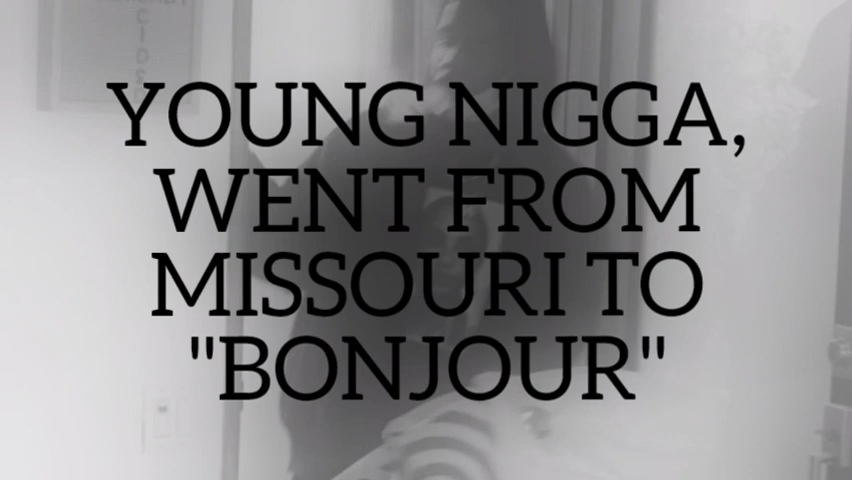 YOUNG NIGGA,
WENT FROM
MISSOURI TO
"BONJOUR"